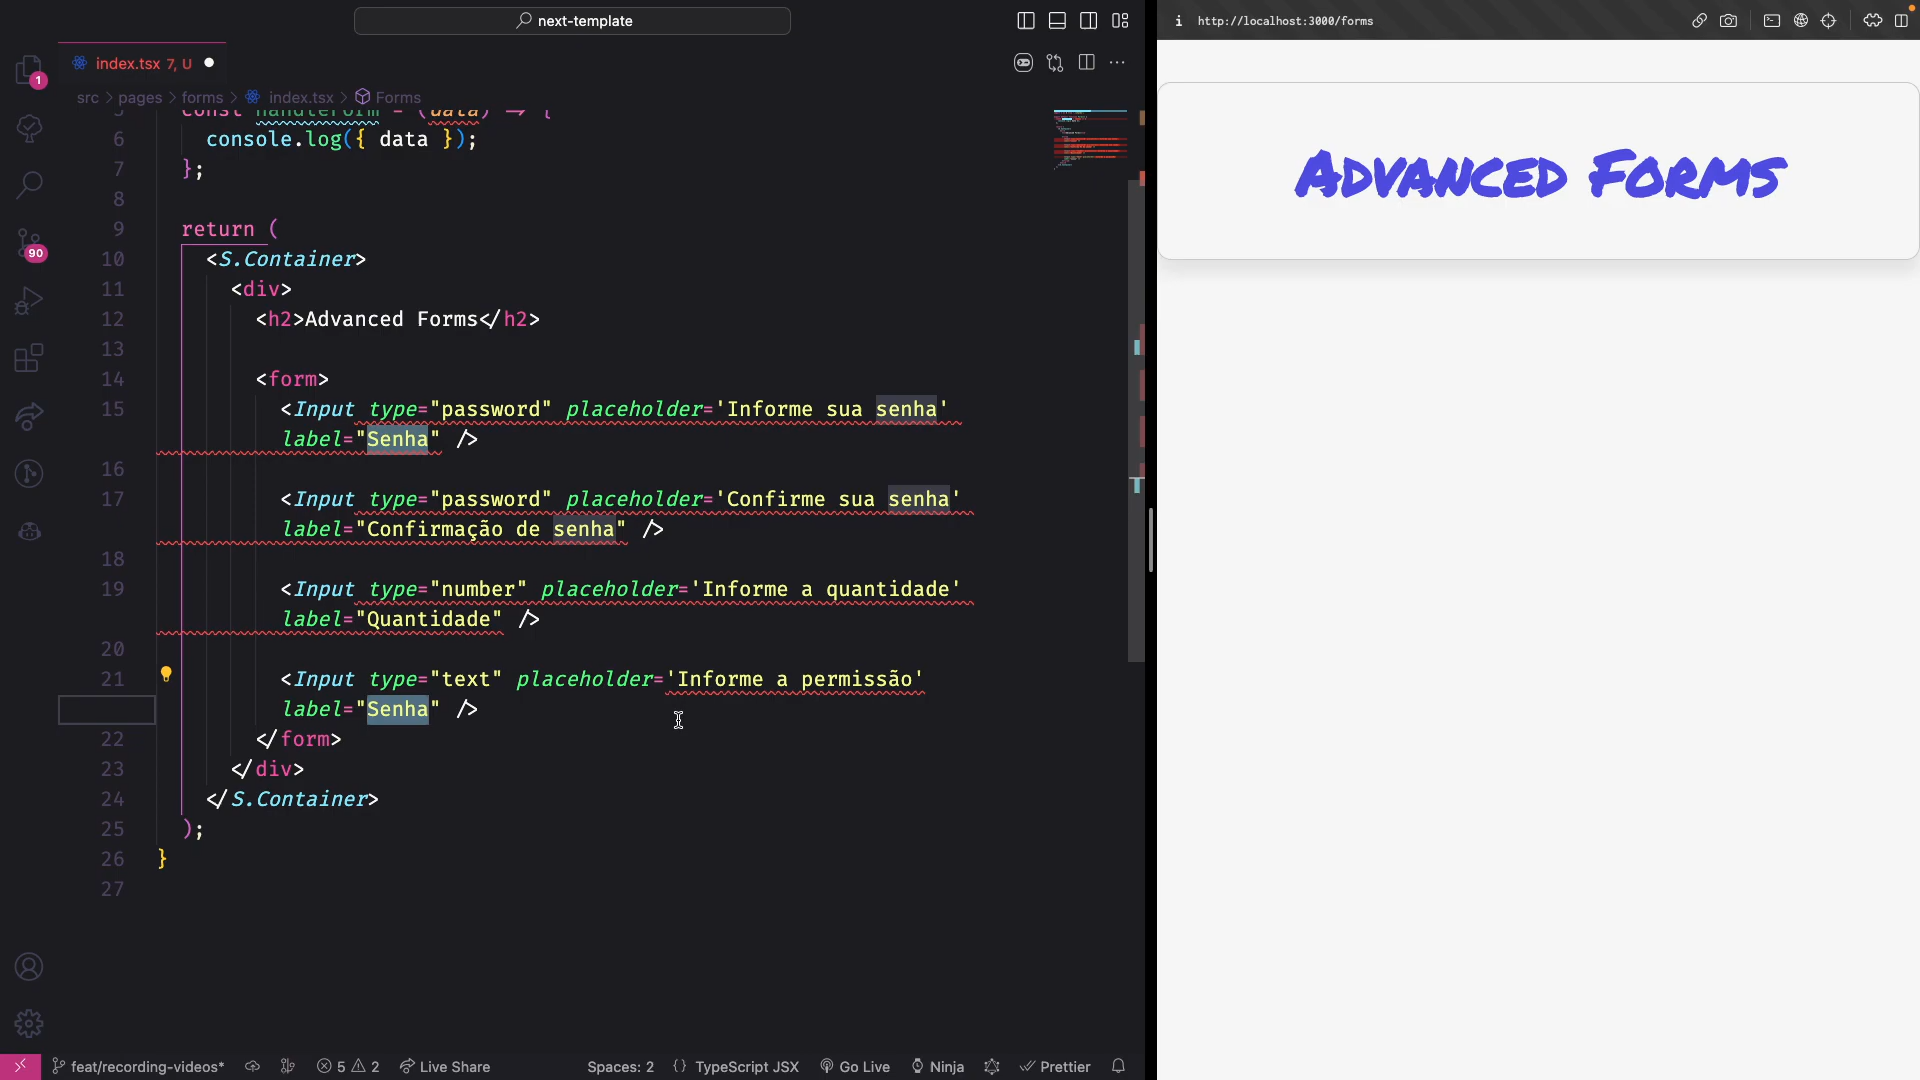 next-template
http://localhost:3000/forms
index.tsx 7, U
1
src > pages > forms > index.tsx > Forms
5 const handleForm = (data) ⇒ {
6 console.log({ data });
7 };
8
9 return (
10 <S.Container>
11 <div>
12 <h2>Advanced Forms</h2>
13
14 <form>
15 <Input type="password" placeholder='Informe sua senha'
label="Senha" />
16
17 <Input type="password" placeholder='Confirme sua senha'
label="Confirmação de senha" />
18
19 <Input type="number" placeholder='Informe a quantidade'
label="Quantidade" />
20
21 <Input type="text" placeholder='Informe a permissão'
label="Senha" />
22 </form>
23 </div>
24 </S.Container>
25 );
26 }
27
90
Advanced Forms
feat/recording-videos* 5 2 Live Share Spaces: 2 {} TypeScript JSX Go Live Ninja Prettier